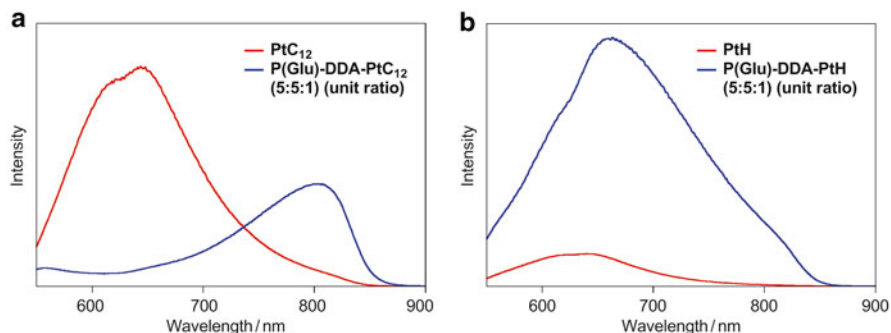 a
PtC₁₂
P(Glu)-DDA-PtC₁₂
(5:5:1) (unit ratio)
Intensity
600 700 800 900
Wavelength / nm
b
PtH
P(Glu)-DDA-PtH
(5:5:1) (unit ratio)
Intensity
600 700 800 900
Wavelength / nm